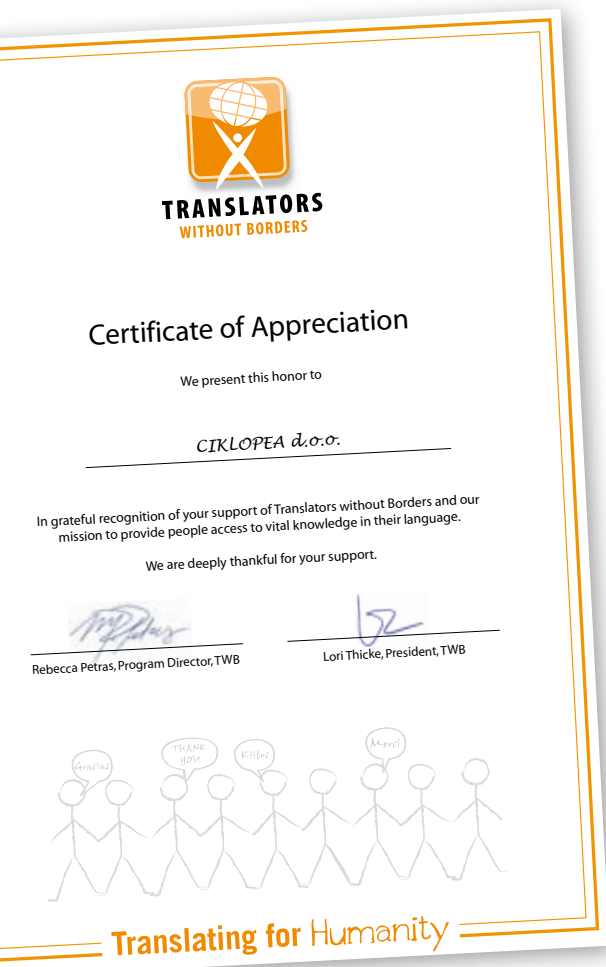 TRANSLATORS
WITHOUT BORDERS
Certificate of Appreciation
We present this honor to
CIKLOPEA d.o.o.
In grateful recognition of your support of Translators without Borders and our
mission to provide people access to vital knowledge in their language.
We are deeply thankful for your support.
Rebecca Petras, Program Director, TWB
Lori Thicke, President, TWB
Gracias
THANK
YOU
Kiitos
Merci
Translating for Humanity